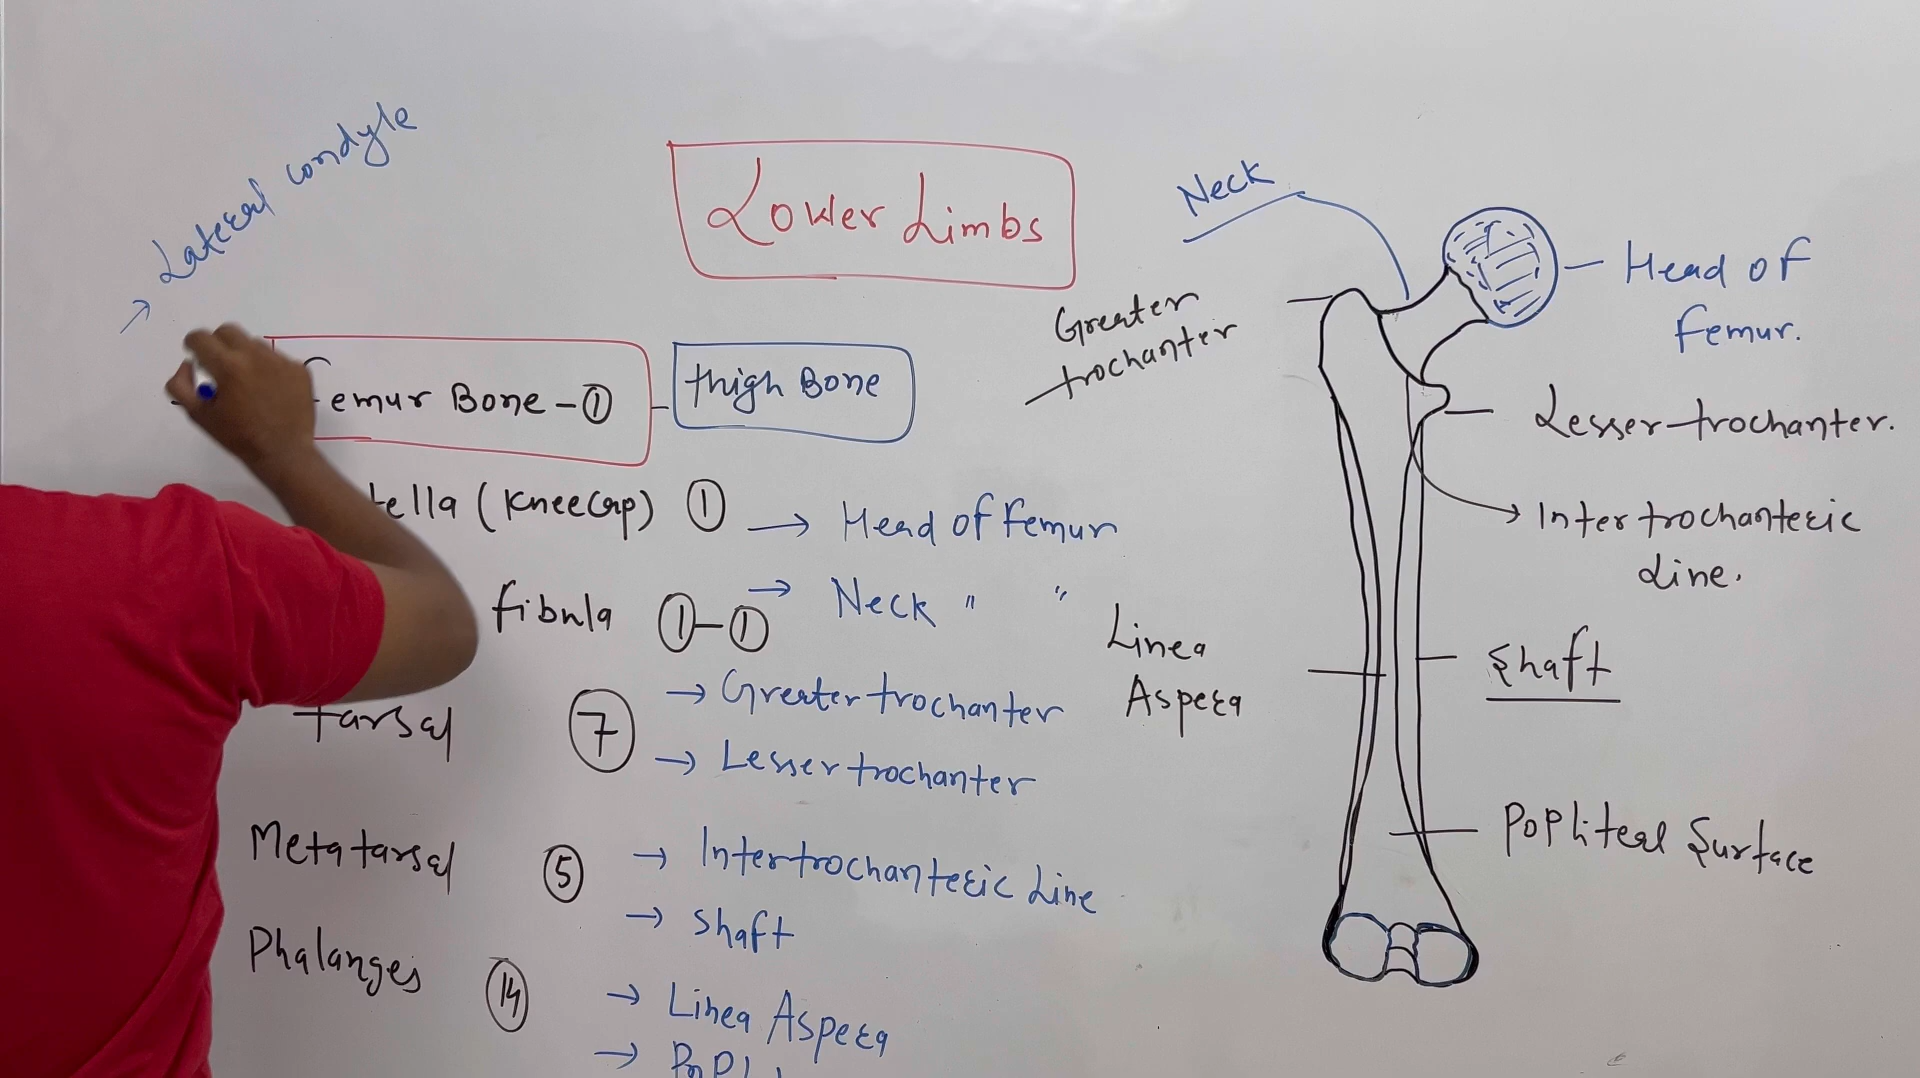 Lateral condyle
Lower Limbs
Femur Bone - 1
thigh Bone
tella (Kneecap) 1
→ Head of Femur
fibula 1-1
→ Neck " "
tarsal 7
→ Greater trochanter
→ Lesser trochanter
Metatarsal 5
→ Intertrochanteric Line
→ shaft
Phalanges 14
→ Linea Aspera
Neck
Head of
femur.
Greater
trochanter
Lesser trochanter.
Intertrochanteric
Line.
Linea
Aspera
Shaft
Popliteal Surface